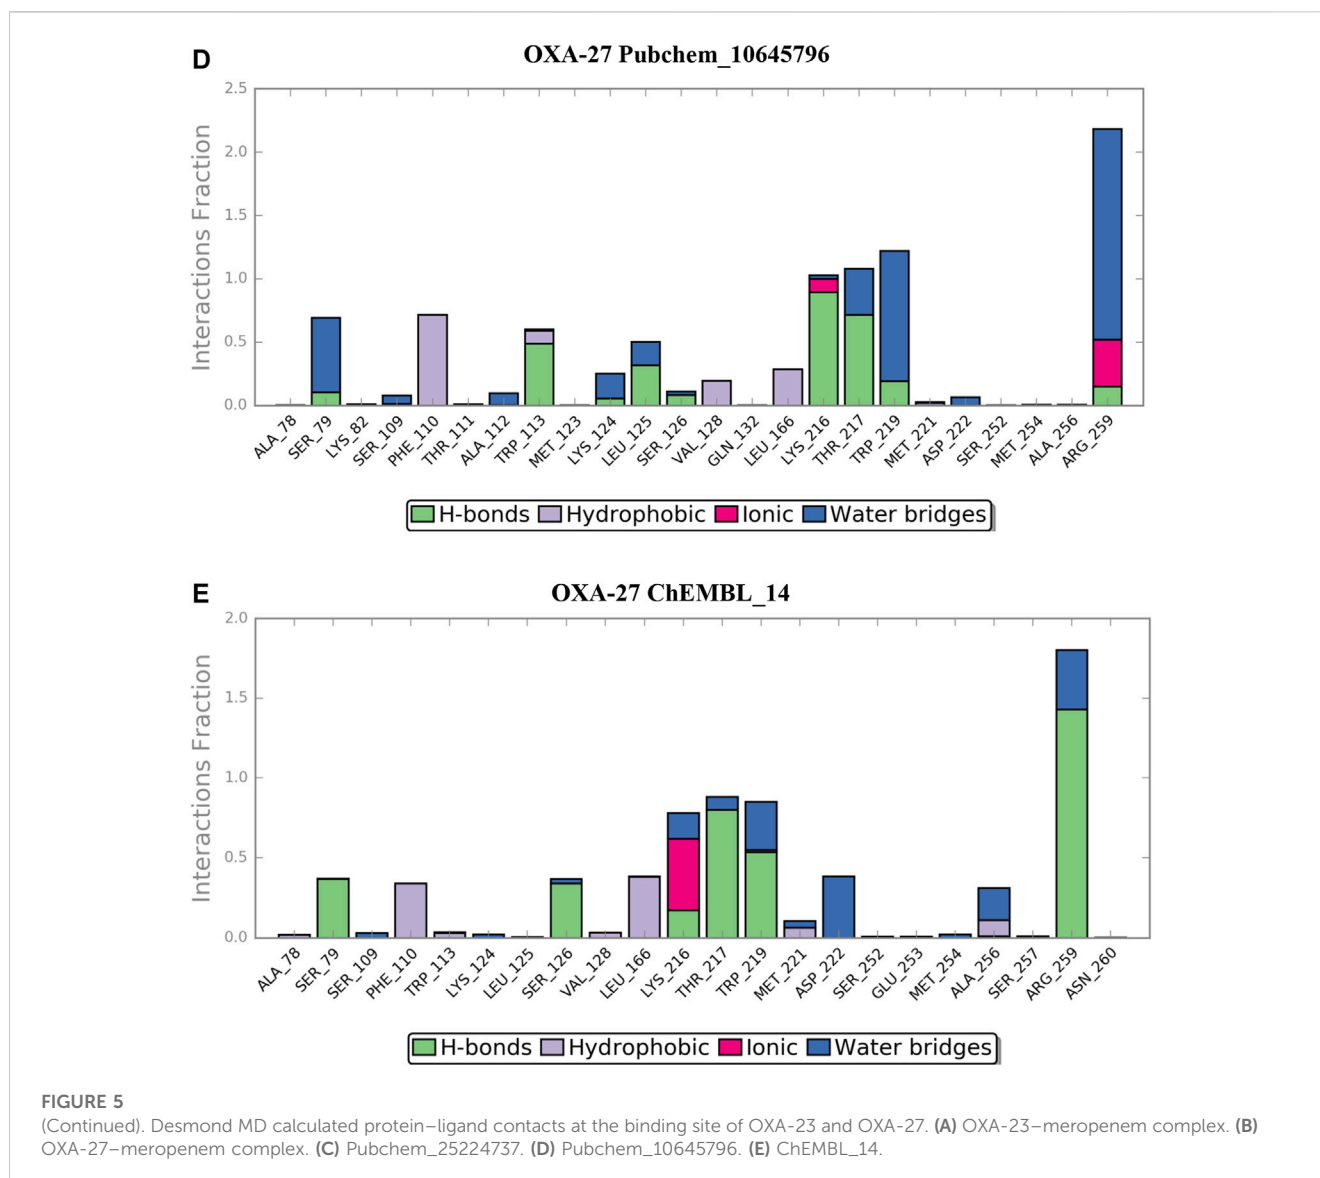 D
OXA-27 Pubchem_10645796
2.5
2.0
1.5
1.0
0.5
0.0
Interactions Fraction
ALA_78
SER_79
LYS_82
SER_109
PHE_110
THR_111
ALA_112
TRP_113
MET_123
LYS_124
LEU_125
SER_126
VAL_128
GLN_132
LEU_166
LYS_216
THR_217
TRP_219
MET_221
ASP_222
SER_252
MET_254
ALA_256
ARG_259
H-bonds Hydrophobic Ionic Water bridges
E
OXA-27 ChEMBL_14
2.0
1.5
1.0
0.5
0.0
Interactions Fraction
ALA_78
SER_79
SER_109
PHE_110
TRP_113
LYS_124
LEU_125
SER_126
VAL_128
LEU_166
LYS_216
THR_217
TRP_219
MET_221
ASP_222
SER_252
GLU_253
MET_254
ALA_256
SER_257
ARG_259
ASN_260
H-bonds Hydrophobic Ionic Water bridges
FIGURE 5
(Continued). Desmond MD calculated protein–ligand contacts at the binding site of OXA-23 and OXA-27. (A) OXA-23–meropenem complex. (B)
OXA-27–meropenem complex. (C) Pubchem_25224737. (D) Pubchem_10645796. (E) ChEMBL_14.